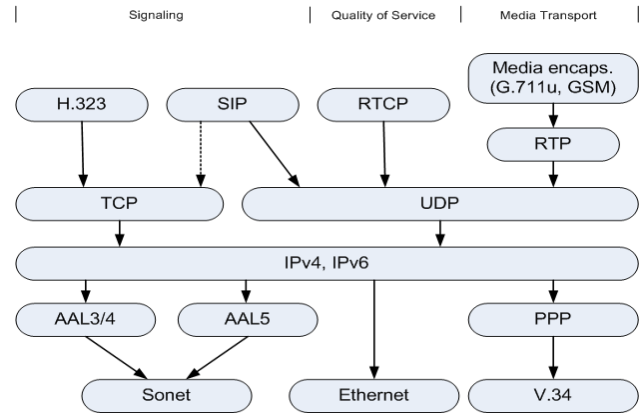 Signaling
Quality of Service
Media Transport
Media encaps.
(G.711u, GSM)
H.323
SIP
RTCP
RTP
TCP
UDP
IPv4, IPv6
AAL3/4
AAL5
PPP
Sonet
Ethernet
V.34